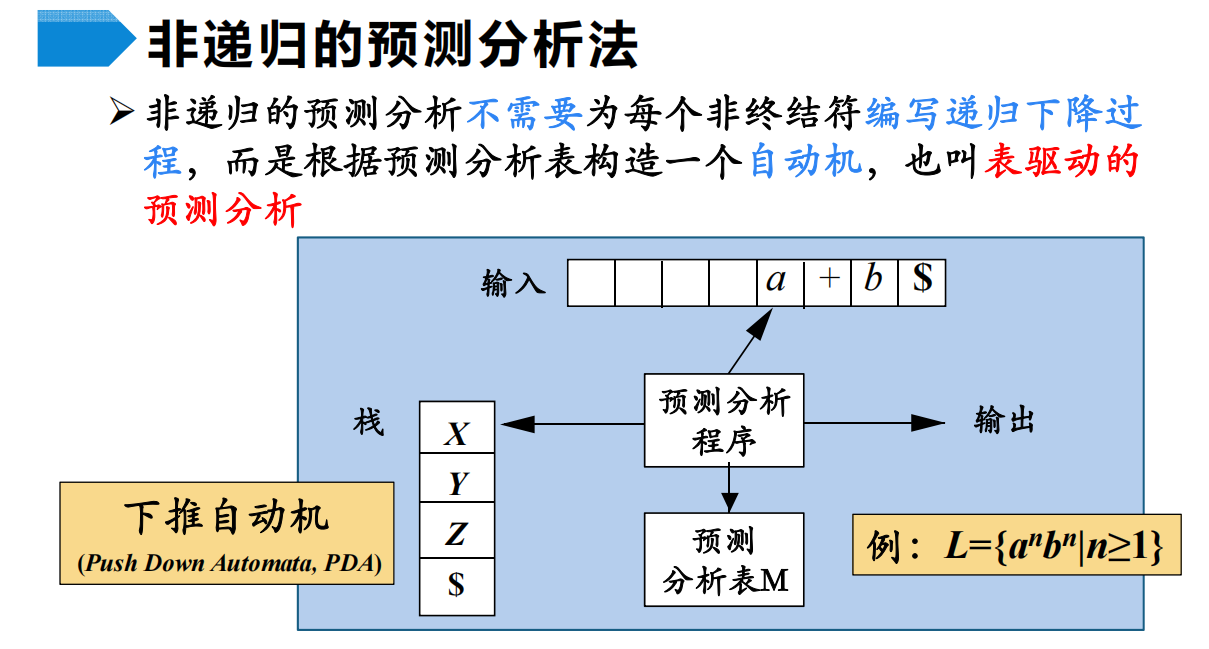 非递归的预测分析法
➢ 非递归的预测分析不需要为每个非终结符编写递归下降过
程，而是根据预测分析表构造一个自动机，也叫表驱动的
预测分析
输入 a + b $
预测分析
程序
栈
输出
X
Y
Z
$
下推自动机
(Push Down Automata, PDA)
预测
分析表M
例：L={aⁿbⁿ|n≥1}